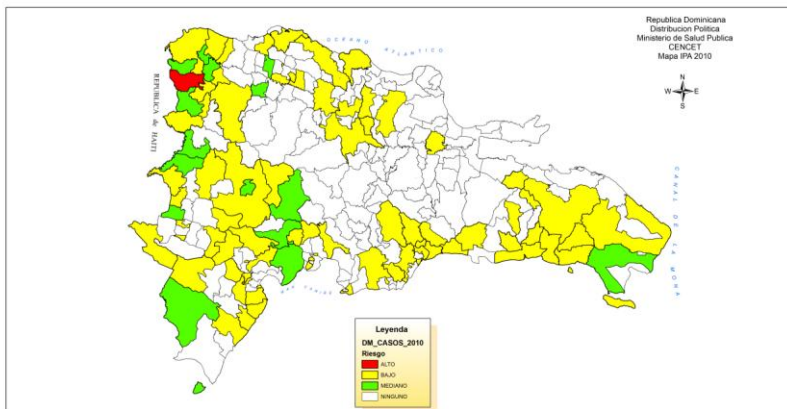 Republica Dominicana
Distribucion Politica
Ministerio de Salud Publica
CENCET
Mapa IPA 2010
N
W E
S
OCEANO ATLANTICO
REPUBLICA de HAITI
CANAL DE LA MONA
MAR CARIBE
Leyenda
DM_CASOS_2010
Riesgo
ALTO
BAJO
MEDIANO
NINGUNO